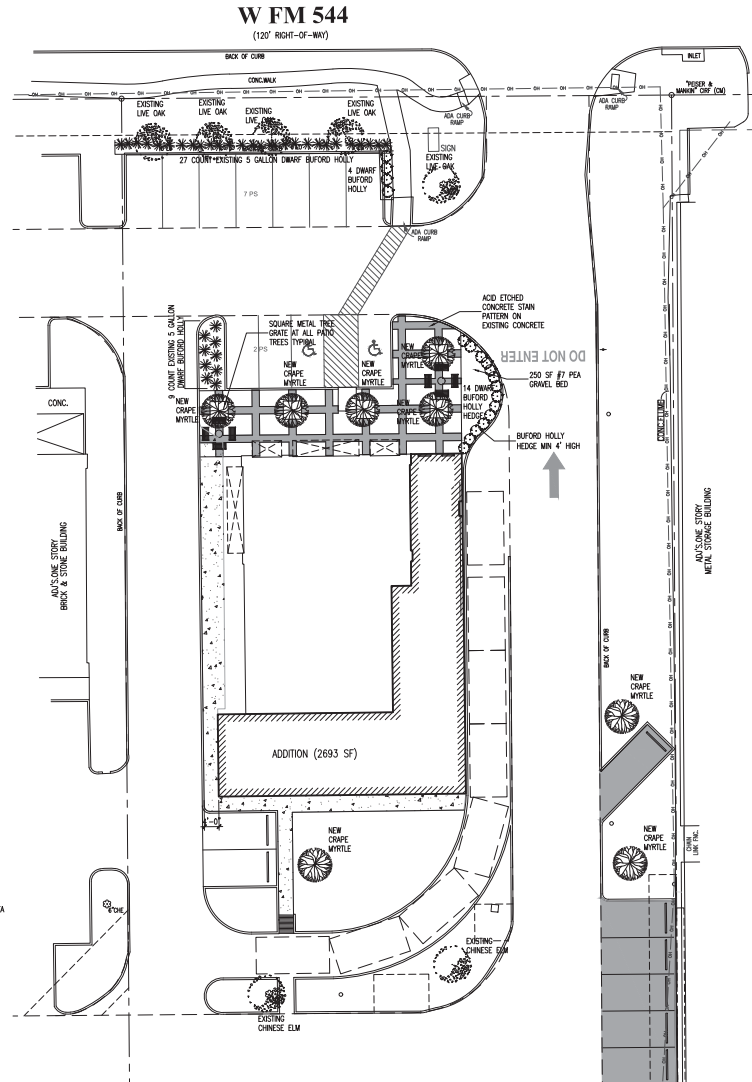 W FM 544
(120' RIGHT-OF-WAY)
BACK OF CURB
CONC.WALK
INLET
"PEISER &
MANKIN" CIRF (CM)
ADA CURB
RAMP
ADA CURB
RAMP
EXISTING
LIVE OAK
EXISTING
LIVE OAK
EXISTING
LIVE OAK
EXISTING
LIVE OAK
SIGN
EXISTING
LIVE OAK
27 COUNT EXISTING 5 GALLON DWARF BUFORD HOLLY
4 DWARF
BUFORD
HOLLY
7 PS
ADA CURB
RAMP
9 COUNT EXISTING 5 GALLON
DWARF BUFORD HOLLY
SQUARE METAL TREE
GRATE AT ALL PATIO
TREES TYPICAL
2 PS
ACID ETCHED
CONCRETE STAIN
PATTERN ON
EXISTING CONCRETE
DO NOT ENTER
NEW
CRAPE
MYRTLE
NEW
CRAPE
MYRTLE
NEW
CRAPE
MYRTLE
250 SF #7 PEA
GRAVEL BED
14 DWARF
BUFORD
HOLLY
HEDGE
NEW
CRAPE
MYRTLE
NEW
CRAPE
MYRTLE
BUFORD HOLLY
HEDGE MIN 4' HIGH
CONC.
BACK OF CURB
ADJ'S.ONE STORY
BRICK & STONE BUILDING
ADJ'S.ONE STORY
METAL STORAGE BUILDING
BACK OF CURB
NEW
CRAPE
MYRTLE
ADDITION (2693 SF)
NEW
CRAPE
MYRTLE
NEW
CRAPE
MYRTLE
CHAIN
LINK FNC.
6"CHE
EXISTING
CHINESE ELM
EXISTING
CHINESE ELM